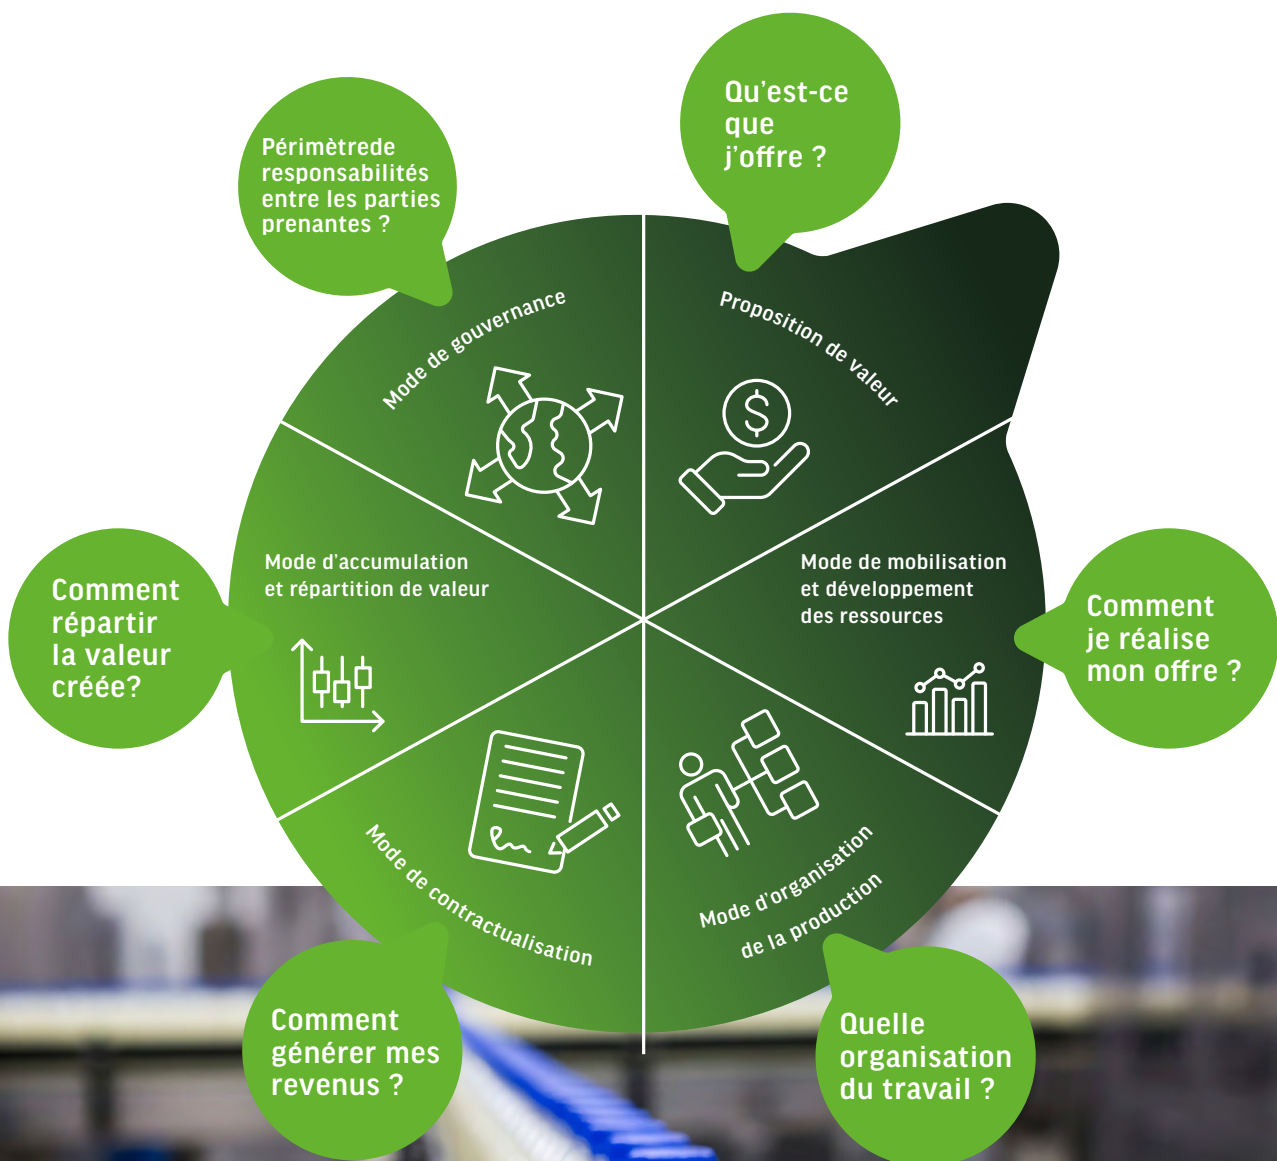 Qu'est-ce
que
j'offre ?
Périmètrede
responsabilités
entre les parties
prenantes ?
Mode de gouvernance
Proposition de valeur
Mode d'accumulation
et répartition de valeur
Mode de mobilisation
et développement
des ressources
Comment
répartir
la valeur
créée?
Comment
je réalise
mon offre ?
Mode de contractualisation
Mode d'organisation
de la production
Comment
générer mes
revenus ?
Quelle
organisation
du travail ?